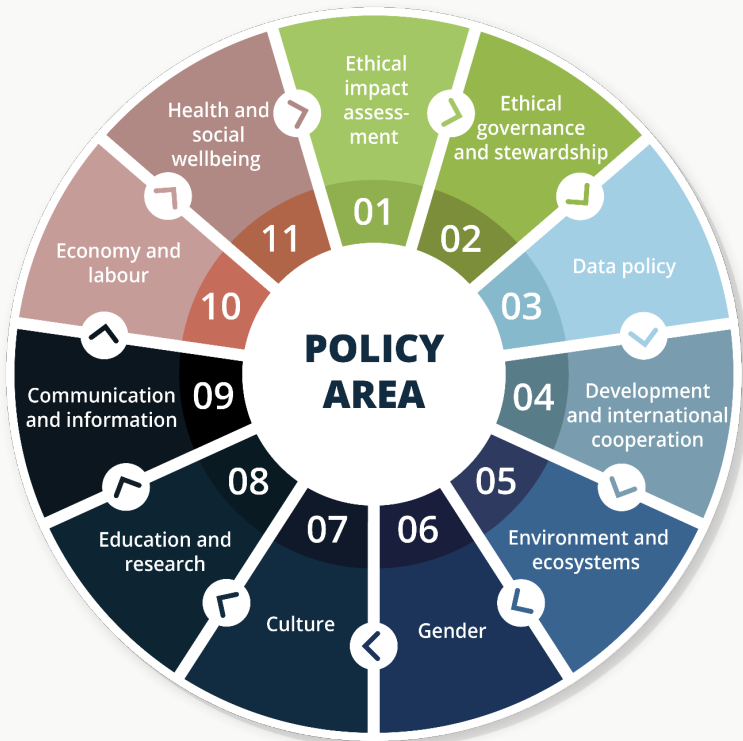 POLICY
AREA
01
Ethical
impact
assess-
ment
02
Ethical
governance
and stewardship
03
Data policy
04
Development
and international
cooperation
05
Environment and
ecosystems
06
Gender
07
Culture
08
Education and
research
09
Communication
and information
10
Economy and
labour
11
Health and
social
wellbeing